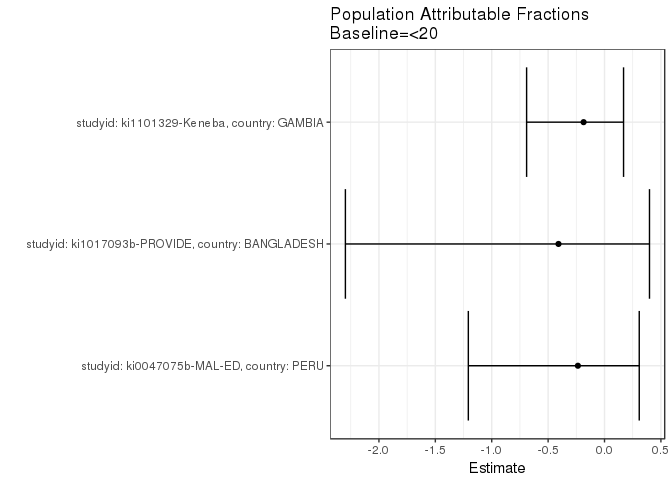 Population Attributable Fractions
Baseline=<20
studyid: ki1101329-Keneba, country: GAMBIA
studyid: ki1017093b-PROVIDE, country: BANGLADESH
studyid: ki0047075b-MAL-ED, country: PERU
-2.0 -1.5 -1.0 -0.5 0.0 0.5
Estimate